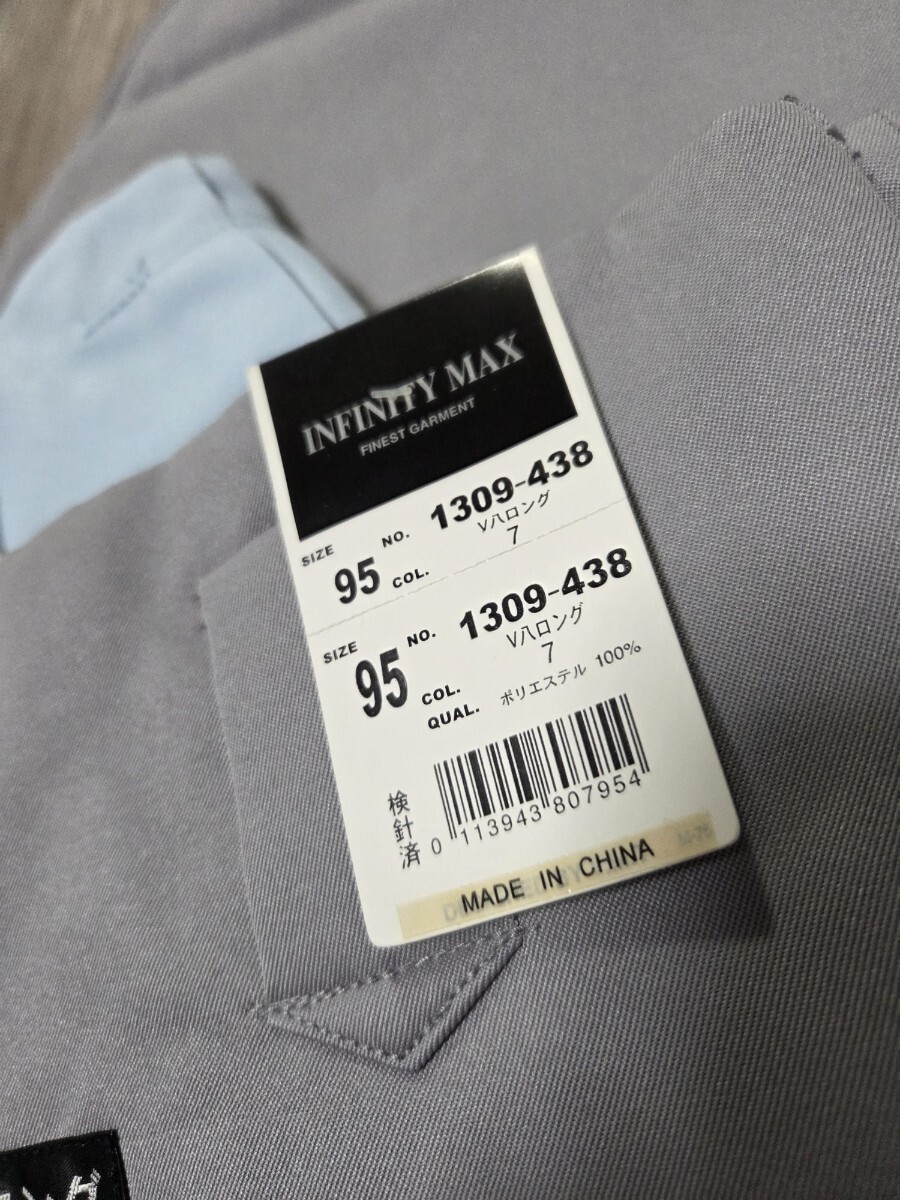 INFINITY MAX
FINEST GARMENT
SIZE 95 NO. 1309-438
V八ロング
COL. 7
SIZE 95 NO. 1309-438
V八ロング
COL. 7
QUAL. ポリエステル 100%
検針済
0 113943 807954
MADE IN CHINA